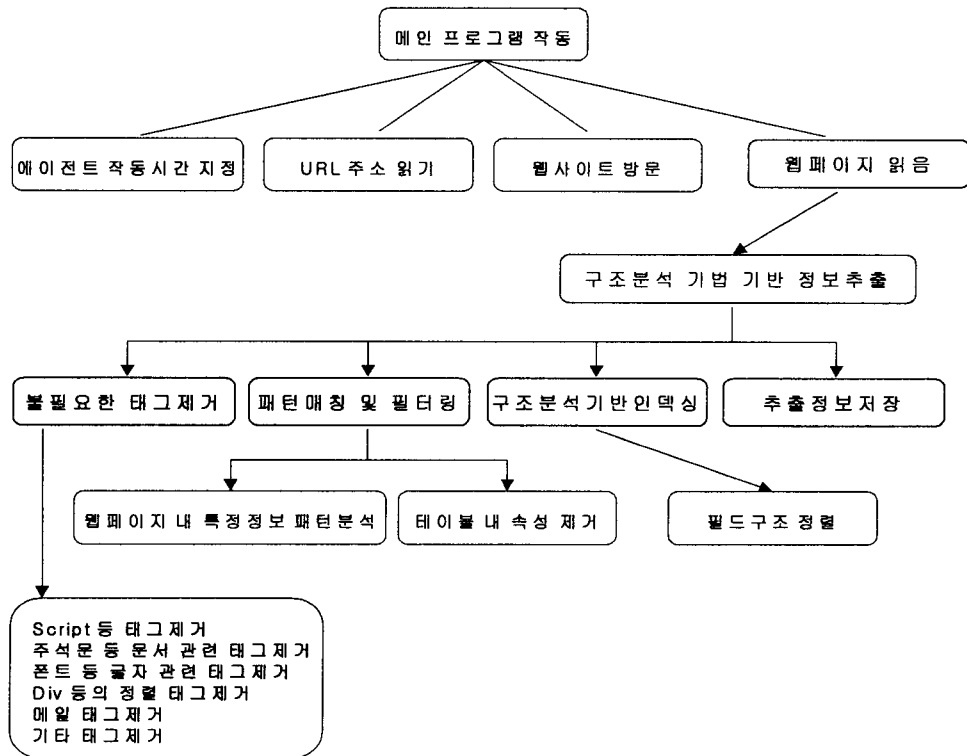 메인 프로그램 작동
에이전트 작동시간 지정
URL 주소 읽기
웹사이트 방문
웹페이지 읽음
구조분석 기법 기반 정보추출
불필요한 태그제거
패턴매칭 및 필터링
구조분석기반인덱싱
추출정보저장
웹페이지 내 특정정보 패턴분석
테이블 내 속성 제거
필드구조 정렬
Script 등 태그제거
주석문 등 문서 관련 태그제거
폰트 등 글자 관련 태그제거
Div 등의 정렬 태그제거
메일 태그제거
기타 태그제거